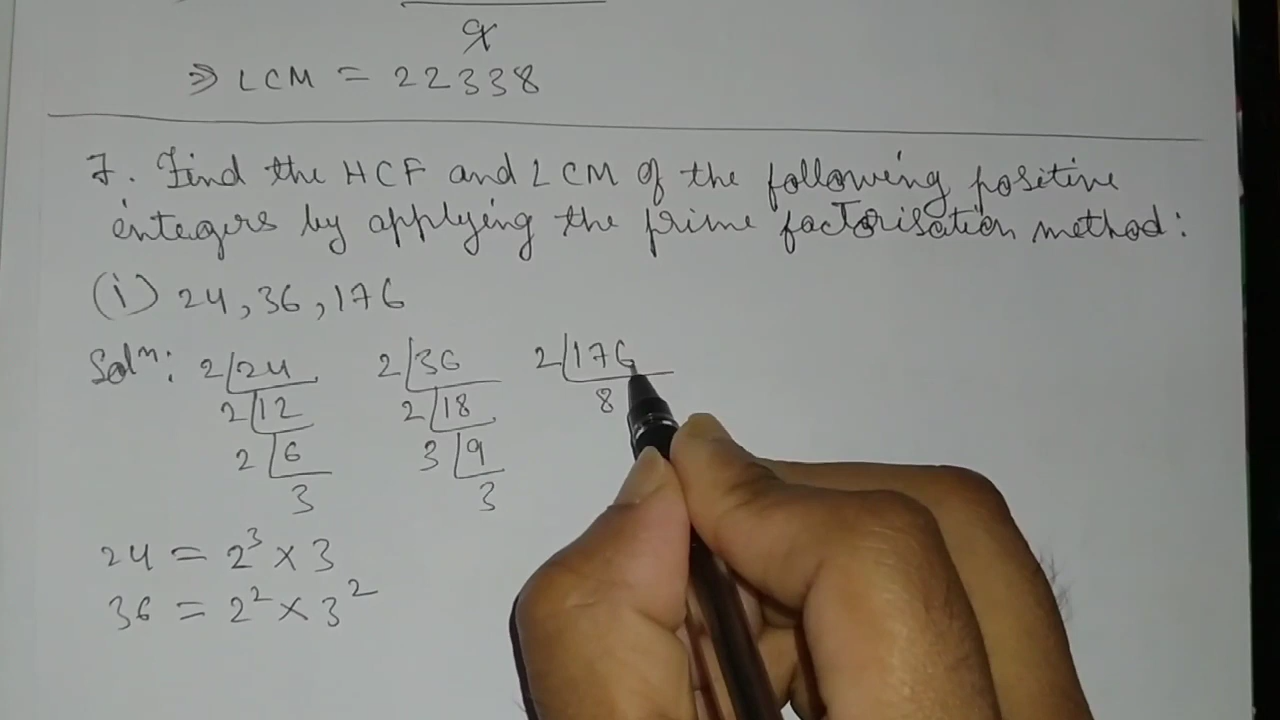 9
⇒ LCM = 22338
7. Find the HCF and LCM of the following positive
integers by applying the prime factorisation method:
(i) 24, 36, 176
Solⁿ: 2 | 24   2 | 36   2 | 176
2 | 12   2 | 18   8
2 | 6   3 | 9
3   3
24 = 2³ × 3
36 = 2² × 3²